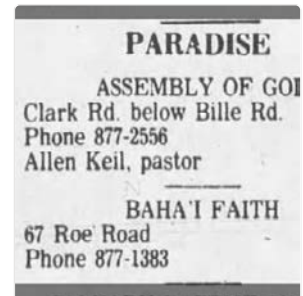 PARADISE
ASSEMBLY OF GO
Clark Rd. below Bille Rd.
Phone 877-2556
Allen Keil, pastor
BAHA'I FAITH
67 Roe Road
Phone 877-1383